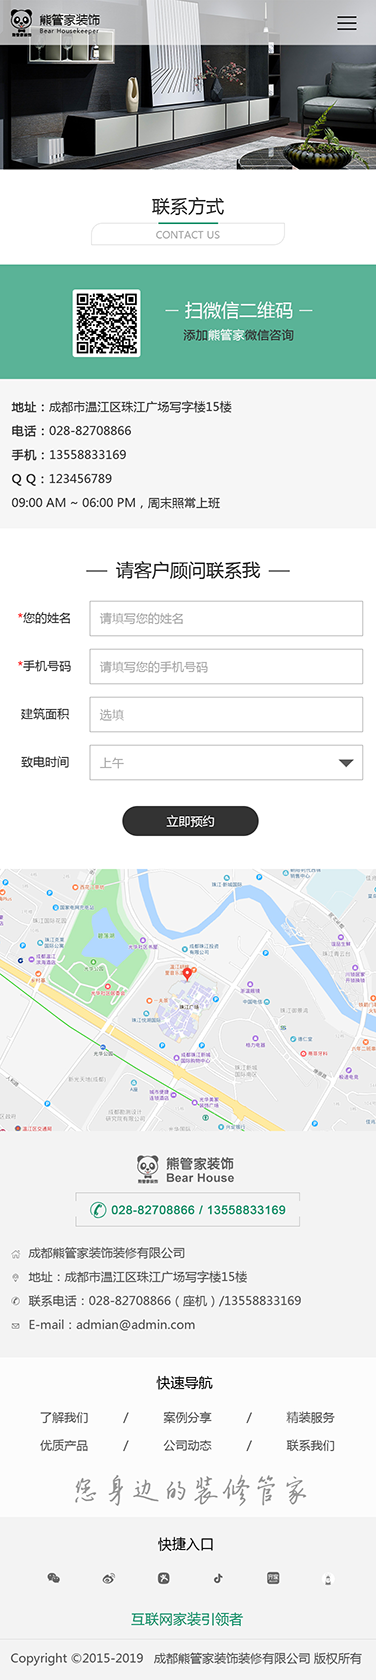 熊管家装饰
Bear Housekeeper
联系方式
CONTACT US
扫微信二维码
添加熊管家微信咨询
地址：成都市温江区珠江广场写字楼15楼
电话：028-82708866
手机：13558833169
Q Q：123456789
09:00 AM ~ 06:00 PM，周末照常上班
请客户顾问联系我
*您的姓名 请填写您的姓名
*手机号码 请填写您的手机号码
建筑面积 选填
致电时间 上午
立即预约
珠江广场
光华公园
熊管家装饰
Bear House
028-82708866 / 13558833169
成都熊管家装饰装修有限公司
地址：成都市温江区珠江广场写字楼15楼
联系电话：028-82708866（座机）/13558833169
E-mail：admian@admin.com
快速导航
了解我们 / 案例分享 / 精装服务
优质产品 / 公司动态 / 联系我们
您身边的装修管家
快捷入口
互联网家装引领者
Copyright ©2015-2019 成都熊管家装饰装修有限公司 版权所有